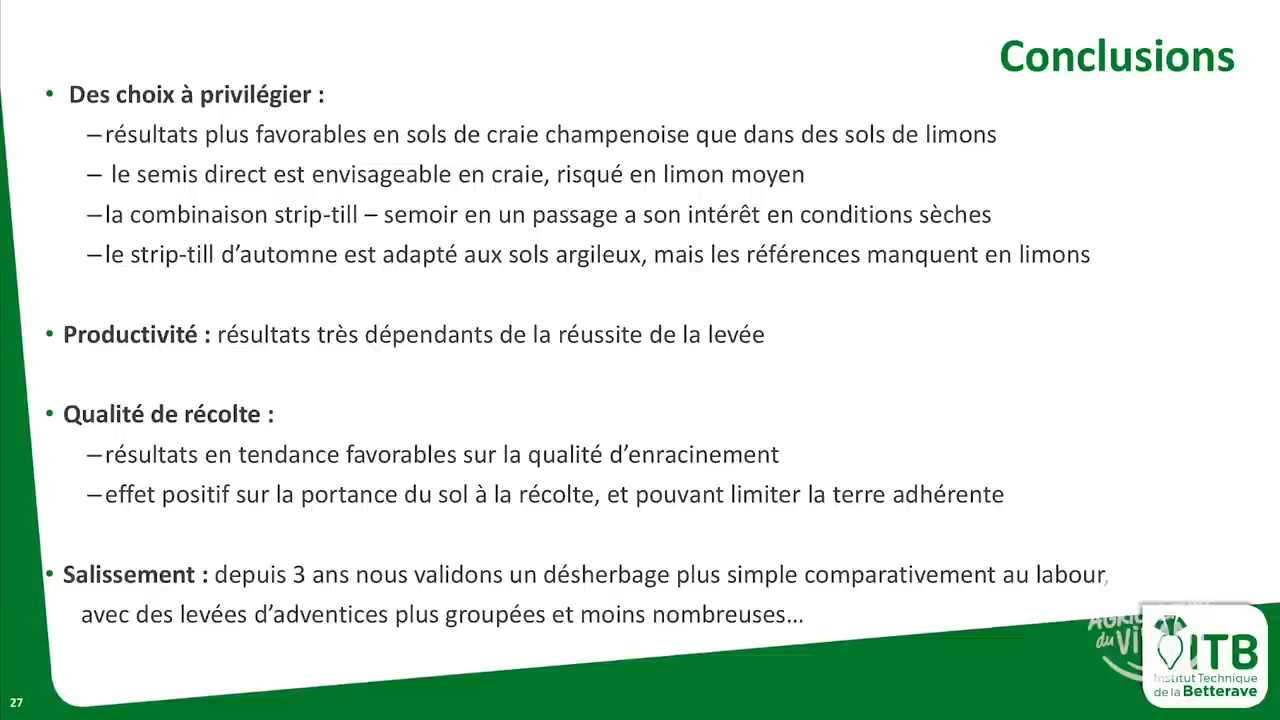 Conclusions
• Des choix à privilégier :
–résultats plus favorables en sols de craie champenoise que dans des sols de limons
– le semis direct est envisageable en craie, risqué en limon moyen
–la combinaison strip-till – semoir en un passage a son intérêt en conditions sèches
–le strip-till d’automne est adapté aux sols argileux, mais les références manquent en limons
• Productivité : résultats très dépendants de la réussite de la levée
• Qualité de récolte :
–résultats en tendance favorables sur la qualité d’enracinement
–effet positif sur la portance du sol à la récolte, et pouvant limiter la terre adhérente
• Salissement : depuis 3 ans nous validons un désherbage plus simple comparativement au labour,
avec des levées d’adventices plus groupées et moins nombreuses…
du
ITB
Institut Technique
de la Betterave
27